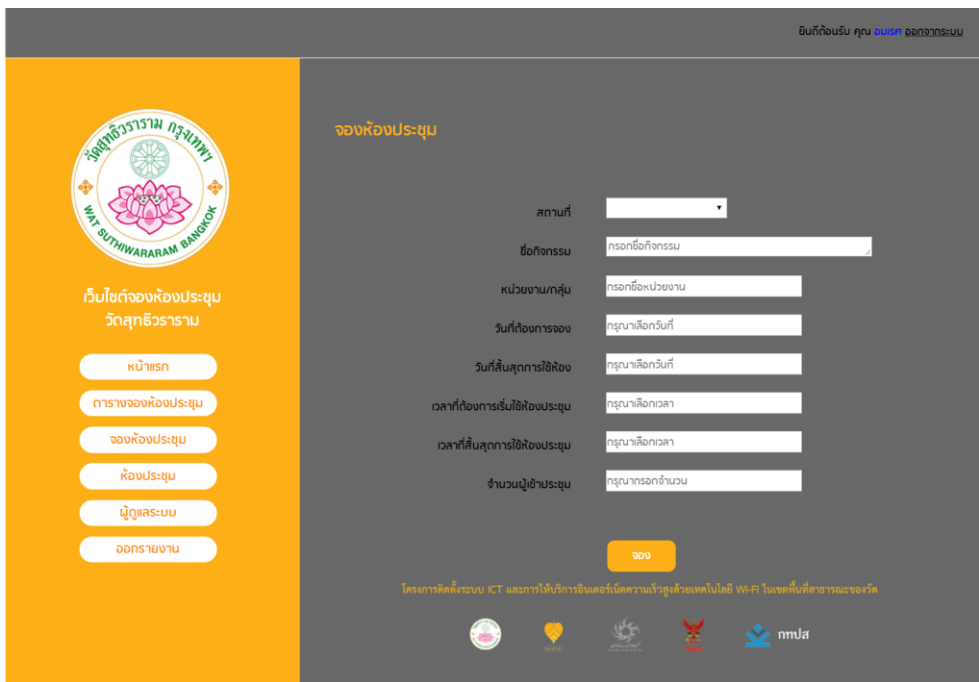 ยินดีต้อนรับ คุณ อมเรศ ออกจากระบบ
วัดสุทธิวราราม กรุงเทพฯ
WAT SUTHIWARARAM BANGKOK
เว็บไซต์จองห้องประชุม
วัดสุทธิวราราม
หน้าแรก
ตารางจองห้องประชุม
จองห้องประชุม
ห้องประชุม
ผู้ดูแลระบบ
ออกรายงาน
จองห้องประชุม
สถานที่
ชื่อกิจกรรม กรอกชื่อกิจกรรม
หน่วยงาน/กลุ่ม กรอกชื่อหน่วยงาน
วันที่ต้องการจอง กรุณาเลือกวันที่
วันที่สิ้นสุดการใช้ห้อง กรุณาเลือกวันที่
เวลาที่ต้องการเริ่มใช้ห้องประชุม กรุณาเลือกเวลา
เวลาที่สิ้นสุดการใช้ห้องประชุม กรุณาเลือกเวลา
จำนวนผู้เข้าประชุม กรุณากรอกจำนวน
จอง
โครงการติดตั้งระบบ ICT และการให้บริการอินเตอร์เน็ตความเร็วสูงด้วยเทคโนโลยี WI-FI ในเขตพื้นที่สาธารณะของวัด
กทปส